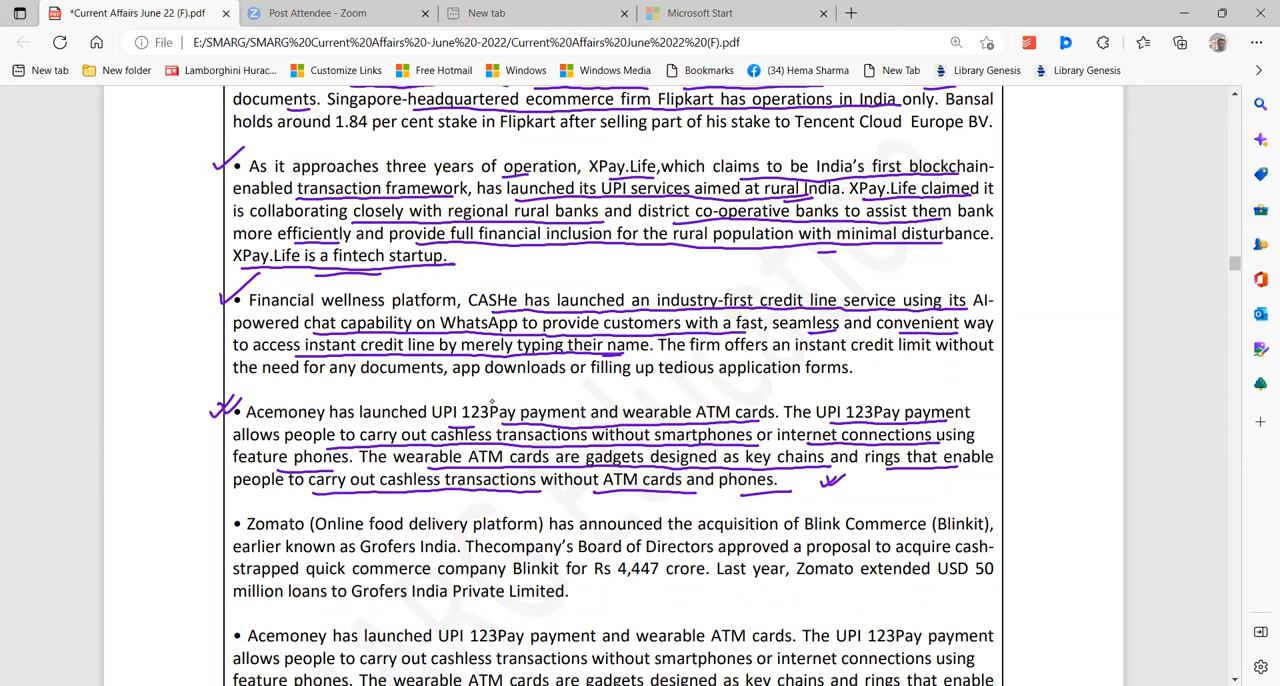 *Current Affairs June 22 (F).pdf
Post Attendee - Zoom
New tab
Microsoft Start
File
E:/SMARG/SMARG%20Current%20Affairs%20-June%20-2022/Current%20Affairs%20June%2022%20(F).pdf
New tab
New folder
Lamborghini Hurac...
Customize Links
Free Hotmail
Windows
Windows Media
Bookmarks
(34) Hema Sharma
New Tab
Library Genesis
Library Genesis
documents. Singapore-headquartered ecommerce firm Flipkart has operations in India only. Bansal
holds around 1.84 per cent stake in Flipkart after selling part of his stake to Tencent Cloud Europe BV.
• As it approaches three years of operation, XPay.Life,which claims to be India's first blockchain-
enabled transaction framework, has launched its UPI services aimed at rural India. XPay.Life claimed it
is collaborating closely with regional rural banks and district co-operative banks to assist them bank
more efficiently and provide full financial inclusion for the rural population with minimal disturbance.
XPay.Life is a fintech startup.
• Financial wellness platform, CASHe has launched an industry-first credit line service using its AI-
powered chat capability on WhatsApp to provide customers with a fast, seamless and convenient way
to access instant credit line by merely typing their name. The firm offers an instant credit limit without
the need for any documents, app downloads or filling up tedious application forms.
• Acemoney has launched UPI 123Pay payment and wearable ATM cards. The UPI 123Pay payment
allows people to carry out cashless transactions without smartphones or internet connections using
feature phones. The wearable ATM cards are gadgets designed as key chains and rings that enable
people to carry out cashless transactions without ATM cards and phones.
• Zomato (Online food delivery platform) has announced the acquisition of Blink Commerce (Blinkit),
earlier known as Grofers India. Thecompany's Board of Directors approved a proposal to acquire cash-
strapped quick commerce company Blinkit for Rs 4,447 crore. Last year, Zomato extended USD 50
million loans to Grofers India Private Limited.
• Acemoney has launched UPI 123Pay payment and wearable ATM cards. The UPI 123Pay payment
allows people to carry out cashless transactions without smartphones or internet connections using
feature phones. The wearable ATM cards are gadgets designed as key chains and rings that enable